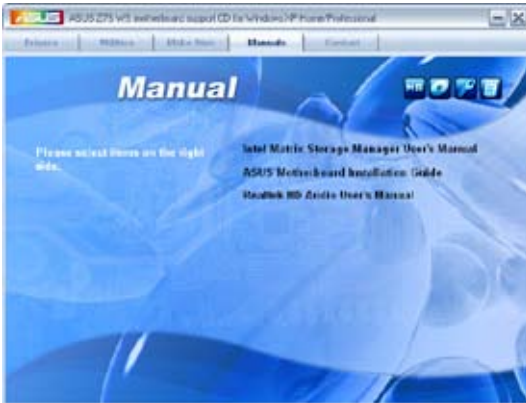 ASUS Z7S WS motherboard support CD for Windows XP Home/Professional
Drivers Utilities Make Disk Manuals Contact
Manual
Please select items on the right
side.
Intel Matrix Storage Manager User's Manual
ASUS Motherboard Installation Guide
Realtek HD Audio User's Manual